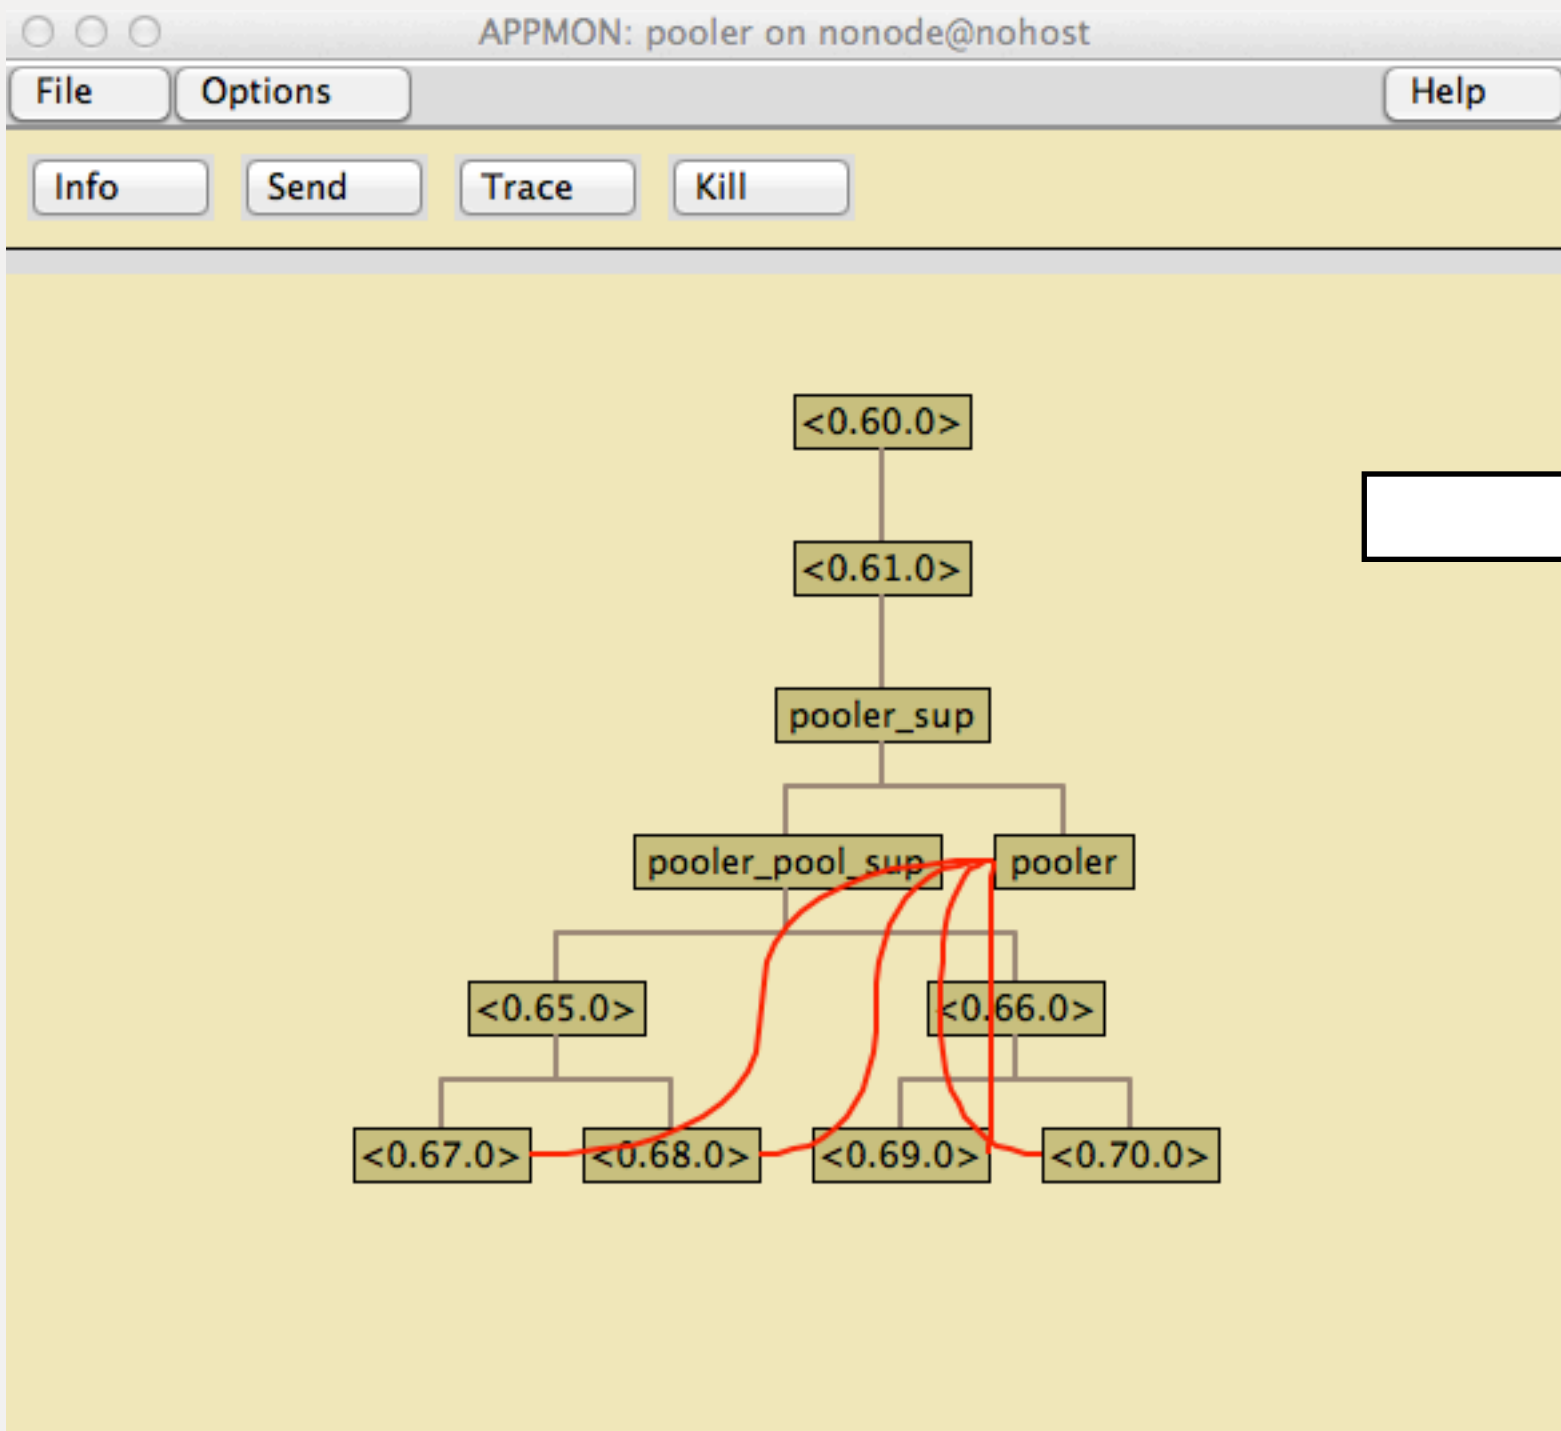 APPMON: pooler on nonode@nohost
File Options Help
Info Send Trace Kill
<0.60.0>
<0.61.0>
pooler_sup
pooler_pool_sup pooler
<0.65.0> <0.66.0>
<0.67.0> <0.68.0> <0.69.0> <0.70.0>